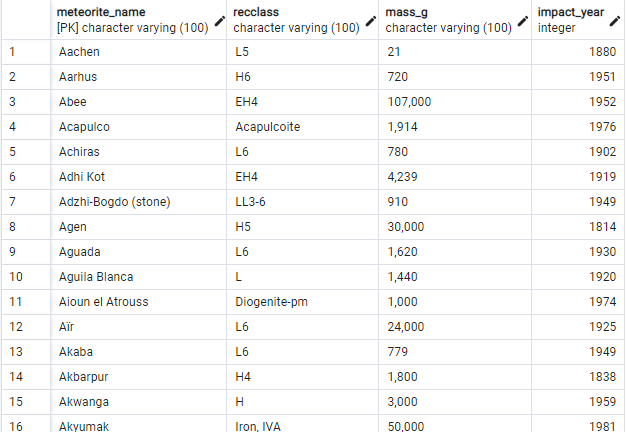 meteorite_name recclass mass_g impact_year
[PK] character varying (100) character varying (100) character varying (100) integer
1 Aachen L5 21 1880
2 Aarhus H6 720 1951
3 Abee EH4 107,000 1952
4 Acapulco Acapulcoite 1,914 1976
5 Achiras L6 780 1902
6 Adhi Kot EH4 4,239 1919
7 Adzhi-Bogdo (stone) LL3-6 910 1949
8 Agen H5 30,000 1814
9 Aguada L6 1,620 1930
10 Aguila Blanca L 1,440 1920
11 Aioun el Atrouss Diogenite-pm 1,000 1974
12 Aïr L6 24,000 1925
13 Akaba L6 779 1949
14 Akbarpur H4 1,800 1838
15 Akwanga H 3,000 1959
16 Akyumak Iron, IVA 50,000 1981